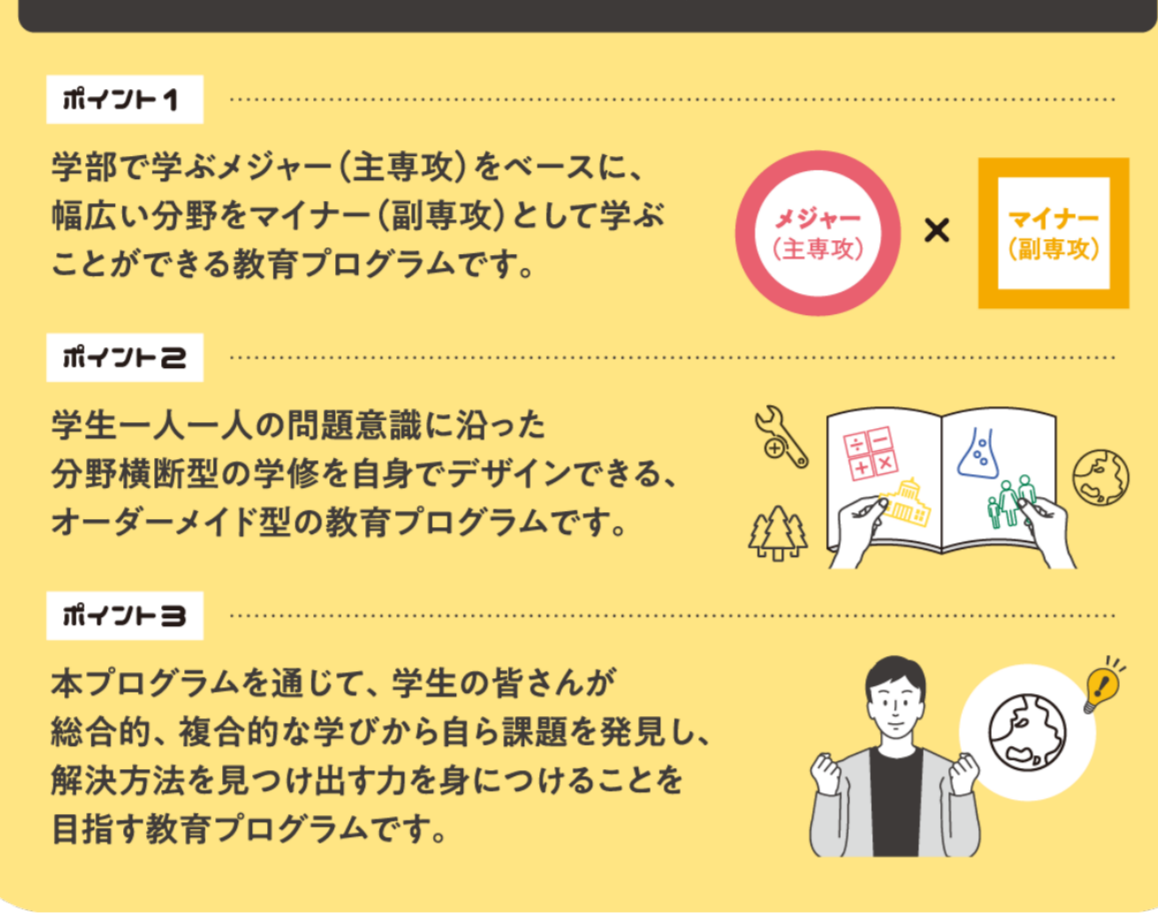 ポイント1
学部で学ぶメジャー(主専攻)をベースに、
幅広い分野をマイナー(副専攻)として学ぶ
ことができる教育プログラムです。
メジャー
(主専攻)
×
マイナー
(副専攻)
ポイント2
学生一人一人の問題意識に沿った
分野横断型の学修を自身でデザインできる、
オーダーメイド型の教育プログラムです。
ポイント3
本プログラムを通じて、学生の皆さんが
総合的、複合的な学びから自ら課題を発見し、
解決方法を見つけ出す力を身につけることを
目指す教育プログラムです。